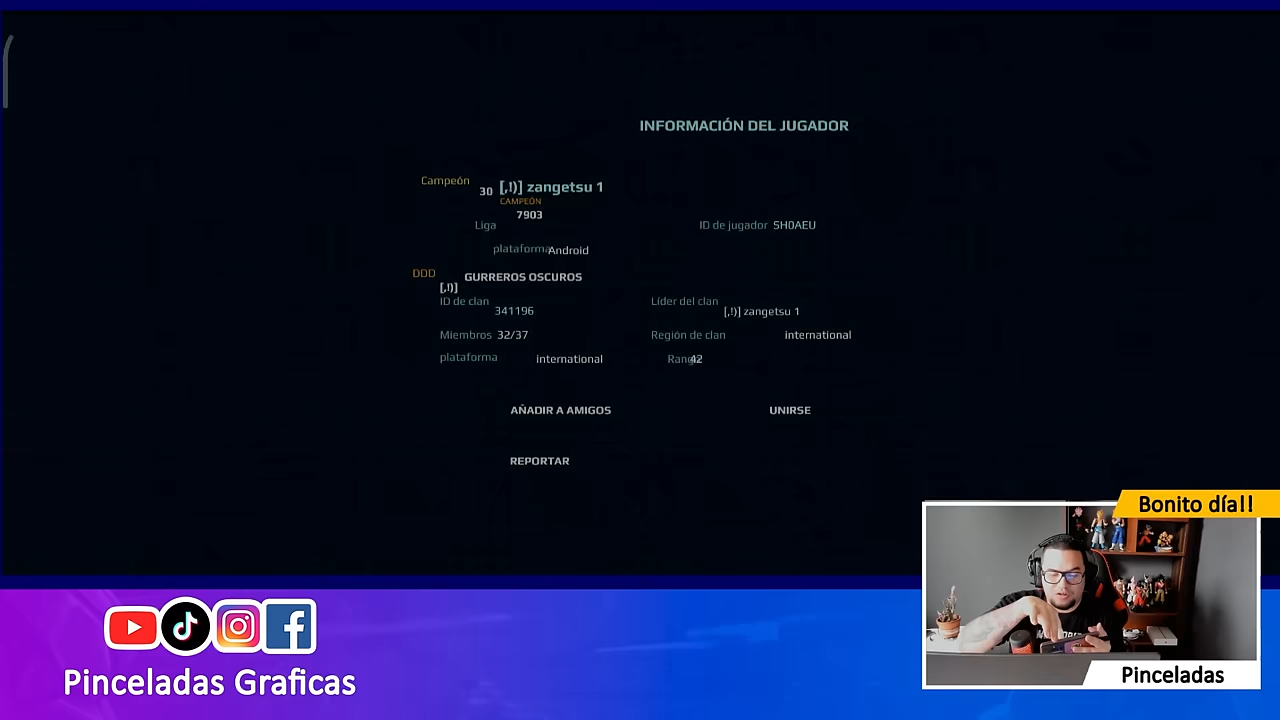 INFORMACIÓN DEL JUGADOR
Campeón
30 [,!)] zangetsu 1
CAMPEÓN
7903
Liga
ID de jugador SH0AEU
plataforma Android
DDD
GURREROS OSCUROS
[,!)]
ID de clan
341196
Líder del clan
[,!)] zangetsu 1
Miembros 32/37
Región de clan international
plataforma international
Rango 42
AÑADIR A AMIGOS
UNIRSE
REPORTAR
Bonito día!!
Pinceladas
Pinceladas Graficas